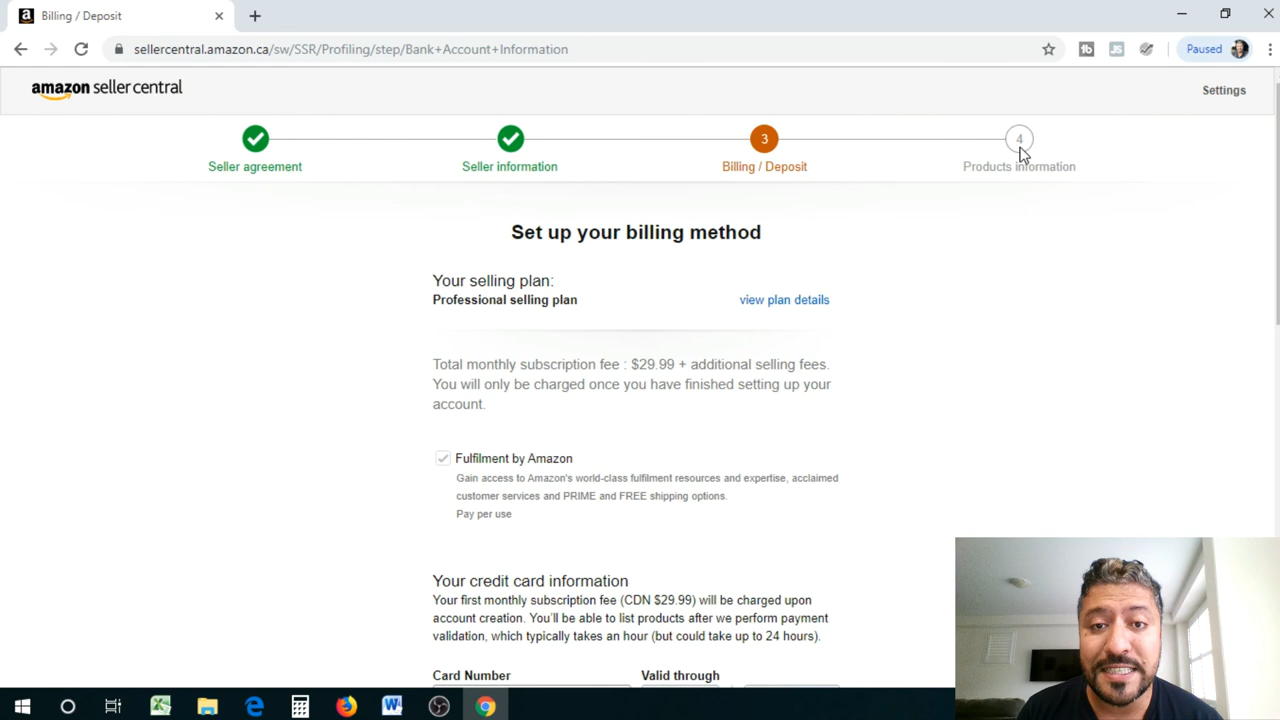 Billing / Deposit
sellercentral.amazon.ca/sw/SSR/Profiling/step/Bank+Account+Information
Paused
amazon seller central
Settings
3
4
Seller agreement
Seller information
Billing / Deposit
Products information
Set up your billing method
Your selling plan:
Professional selling plan
view plan details
Total monthly subscription fee : $29.99 + additional selling fees.
You will only be charged once you have finished setting up your
account.
Fulfilment by Amazon
Gain access to Amazon's world-class fulfilment resources and expertise, acclaimed
customer services and PRIME and FREE shipping options.
Pay per use
Your credit card information
Your first monthly subscription fee (CDN $29.99) will be charged upon
account creation. You'll be able to list products after we perform payment
validation, which typically takes an hour (but could take up to 24 hours).
Card Number
Valid through